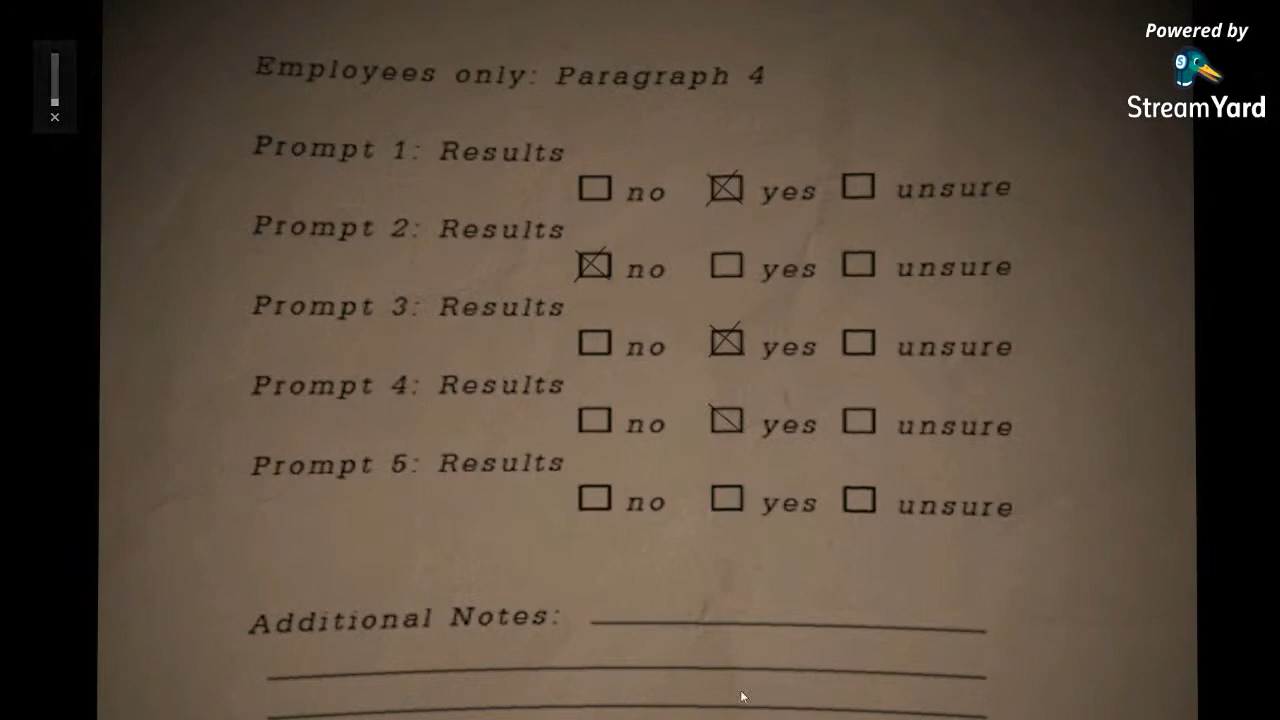 Powered by
StreamYard
Employees only: Paragraph 4
Prompt 1: Results
no yes unsure
Prompt 2: Results
no yes unsure
Prompt 3: Results
no yes unsure
Prompt 4: Results
no yes unsure
Prompt 5: Results
no yes unsure
Additional Notes: